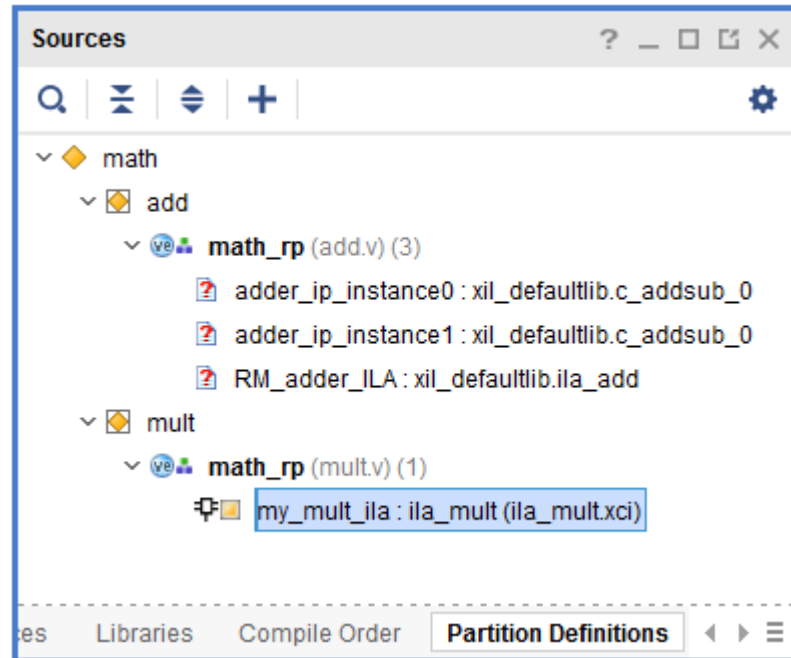 Sources
math
add
math_rp (add.v) (3)
adder_ip_instance0 : xil_defaultlib.c_addsub_0
adder_ip_instance1 : xil_defaultlib.c_addsub_0
RM_adder_ILA : xil_defaultlib.ila_add
mult
math_rp (mult.v) (1)
my_mult_ila : ila_mult (ila_mult.xci)
es Libraries Compile Order Partition Definitions